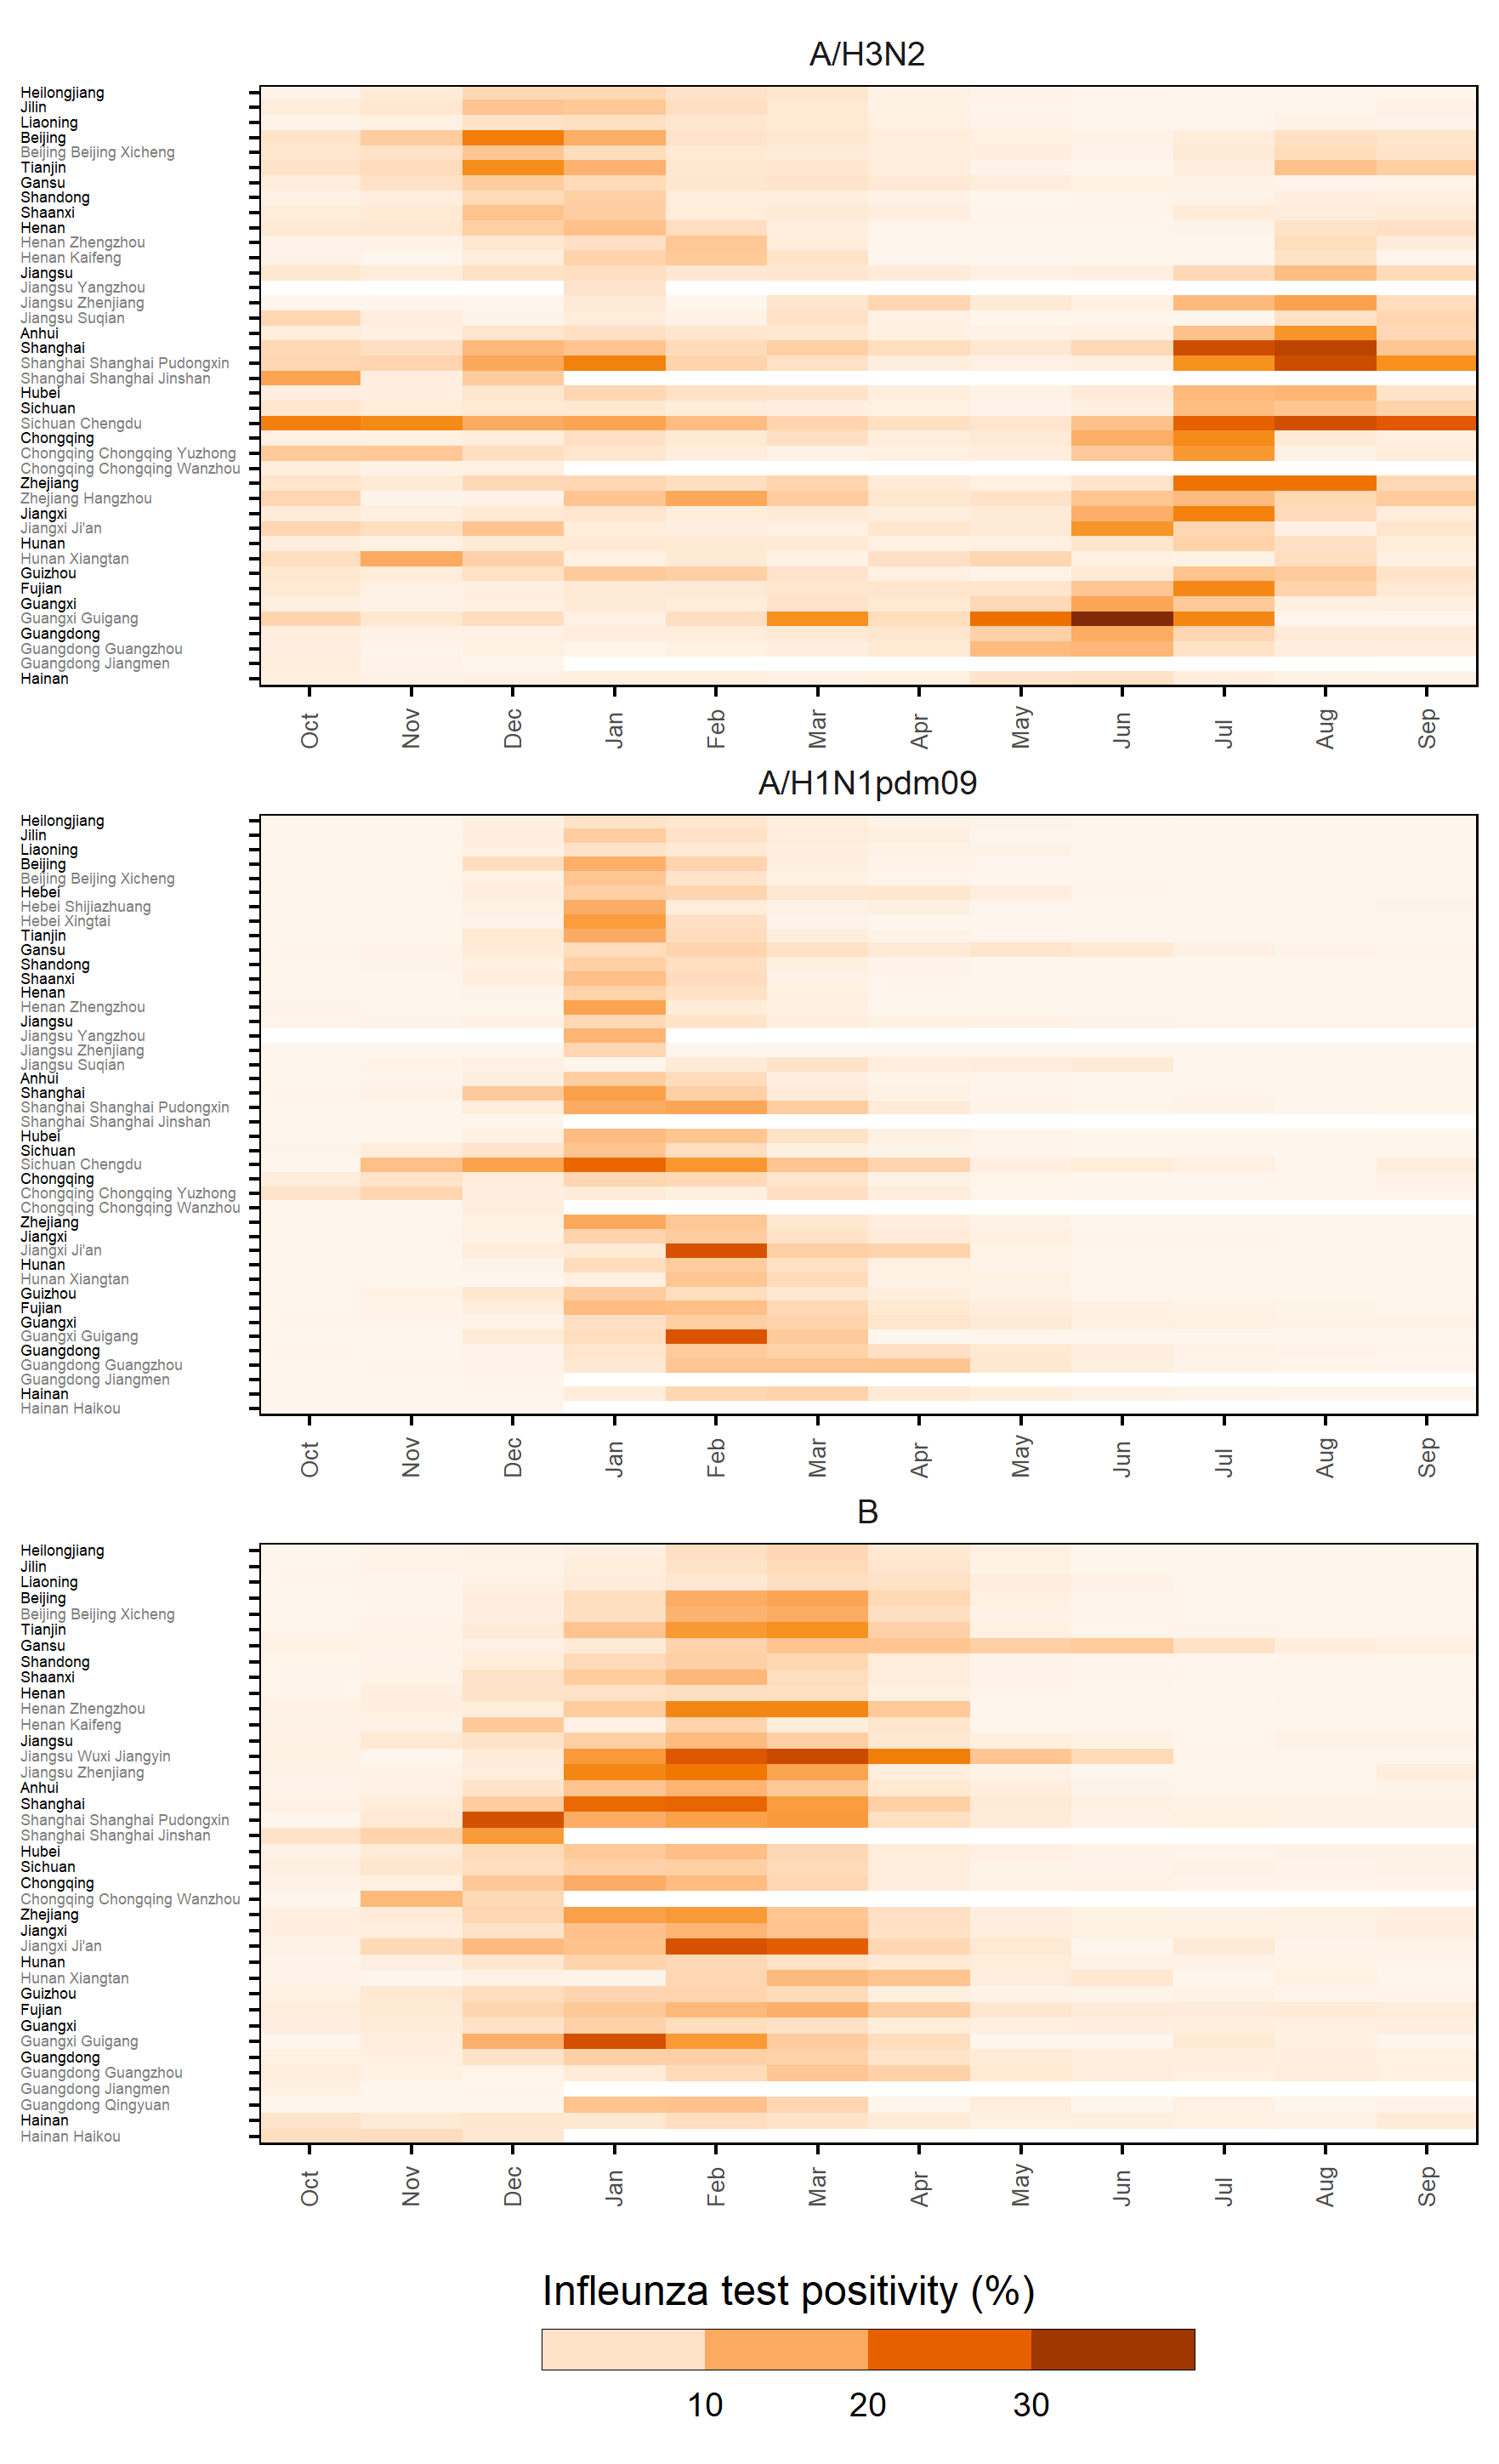 A/H3N2
Heilongjiang
Jilin
Liaoning
Beijing
Beijing Beijing Xicheng
Tianjin
Gansu
Shandong
Shaanxi
Henan
Henan Zhengzhou
Henan Kaifeng
Jiangsu
Jiangsu Yangzhou
Jiangsu Zhenjiang
Jiangsu Suqian
Anhui
Shanghai
Shanghai Shanghai Pudongxin
Shanghai Shanghai Jinshan
Hubei
Sichuan
Sichuan Chengdu
Chongqing
Chongqing Chongqing Yuzhong
Chongqing Chongqing Wanzhou
Zhejiang
Zhejiang Hangzhou
Jiangxi
Jiangxi Ji'an
Hunan
Hunan Xiangtan
Guizhou
Fujian
Guangxi
Guangxi Guigang
Guangdong
Guangdong Guangzhou
Guangdong Jiangmen
Hainan
Oct Nov Dec Jan Feb Mar Apr May Jun Jul Aug Sep
A/H1N1pdm09
Heilongjiang
Jilin
Liaoning
Beijing
Beijing Beijing Xicheng
Hebei
Hebei Shijiazhuang
Hebei Xingtai
Tianjin
Gansu
Shandong
Shaanxi
Henan
Henan Zhengzhou
Jiangsu
Jiangsu Yangzhou
Jiangsu Zhenjiang
Jiangsu Suqian
Anhui
Shanghai
Shanghai Shanghai Pudongxin
Shanghai Shanghai Jinshan
Hubei
Sichuan
Sichuan Chengdu
Chongqing
Chongqing Chongqing Yuzhong
Chongqing Chongqing Wanzhou
Zhejiang
Jiangxi
Jiangxi Ji'an
Hunan
Hunan Xiangtan
Guizhou
Fujian
Guangxi
Guangxi Guigang
Guangdong
Guangdong Guangzhou
Guangdong Jiangmen
Hainan
Hainan Haikou
Oct Nov Dec Jan Feb Mar Apr May Jun Jul Aug Sep
B
Heilongjiang
Jilin
Liaoning
Beijing
Beijing Beijing Xicheng
Tianjin
Gansu
Shandong
Shaanxi
Henan
Henan Zhengzhou
Henan Kaifeng
Jiangsu
Jiangsu Wuxi Jiangyin
Jiangsu Zhenjiang
Anhui
Shanghai
Shanghai Shanghai Pudongxin
Shanghai Shanghai Jinshan
Hubei
Sichuan
Chongqing
Chongqing Chongqing Wanzhou
Zhejiang
Jiangxi
Jiangxi Ji'an
Hunan
Hunan Xiangtan
Guizhou
Fujian
Guangxi
Guangxi Guigang
Guangdong
Guangdong Guangzhou
Guangdong Jiangmen
Guangdong Qingyuan
Hainan
Hainan Haikou
Oct Nov Dec Jan Feb Mar Apr May Jun Jul Aug Sep
Infleunza test positivity (%)
10 20 30